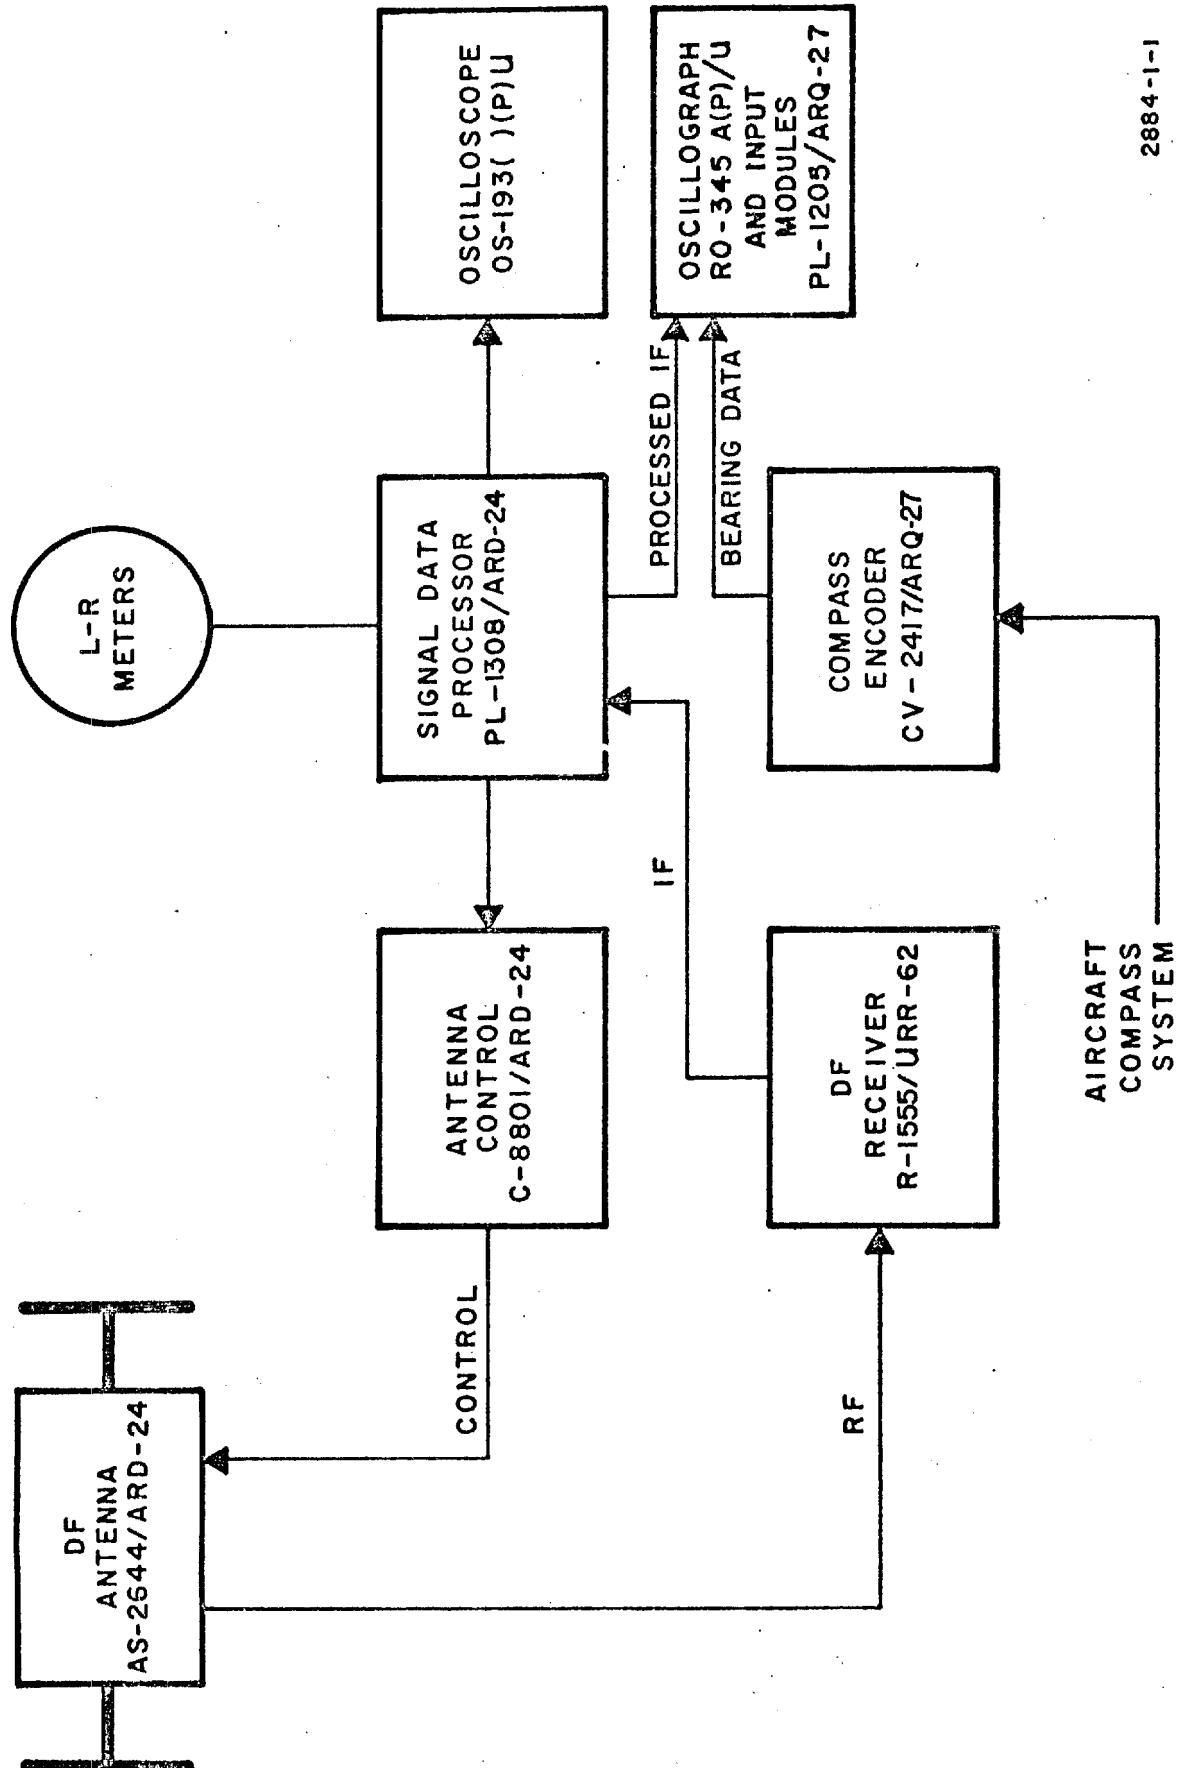 DF
ANTENNA
AS-2644/ARD-24
CONTROL
RF
ANTENNA
CONTROL
C-8801/ARD-24
DF
RECEIVER
R-1555/URR-62
IF
AIRCRAFT
COMPASS
SYSTEM
L-R
METERS
SIGNAL DATA
PROCESSOR
PL-1308/ARD-24
PROCESSED IF
BEARING DATA
COMPASS
ENCODER
CV-2417/ARQ-27
OSCILLOSCOPE
OS-193( )(P)U
OSCILLOGRAPH
RO-345 A(P)/U
AND INPUT
MODULES
PL-1205/ARQ-27
2884-1-1